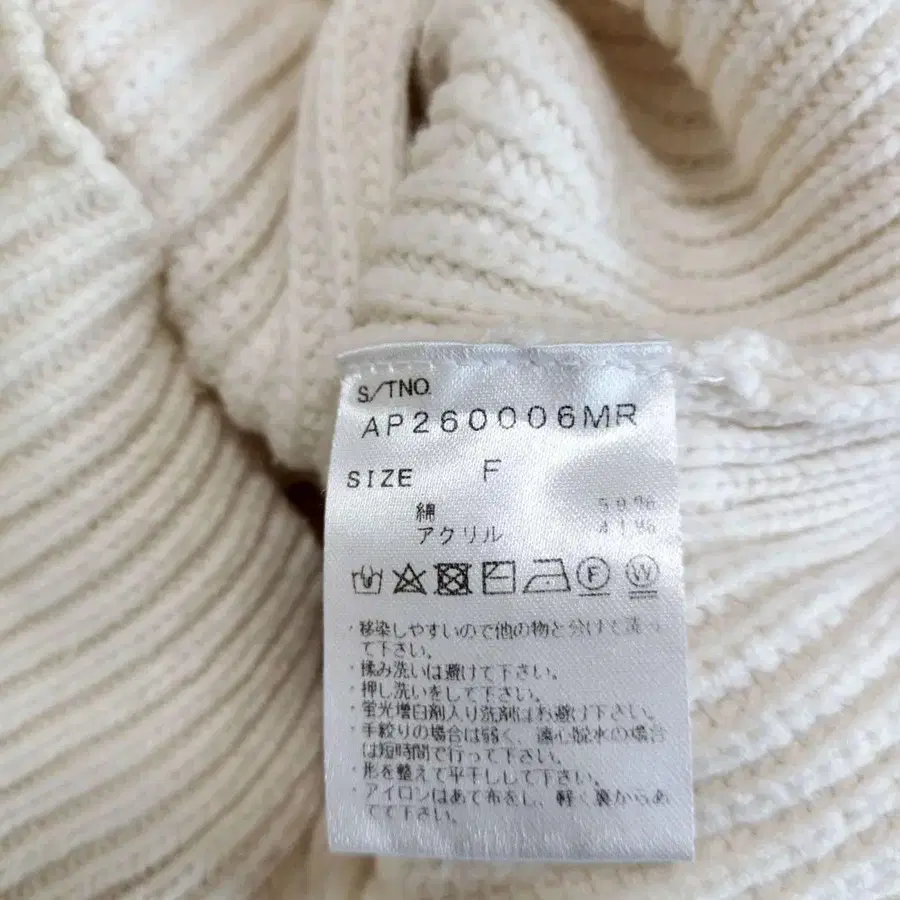 S/TNO.
AP260006MR
SIZE F
綿 59%
アクリル 41%
F W
・移染しやすいので他の物と分けて洗っ
て下さい。
・揉み洗いは避けて下さい。
・押し洗いをして下さい。
・蛍光増白剤入り洗剤はお避け下さい。
・手絞りの場合は弱く、遠心脱水の場合
は短時間で行って下さい。
・形を整えて平干しして下さい。
・アイロンはあて布をし、軽く裏からあ
てて下さい。